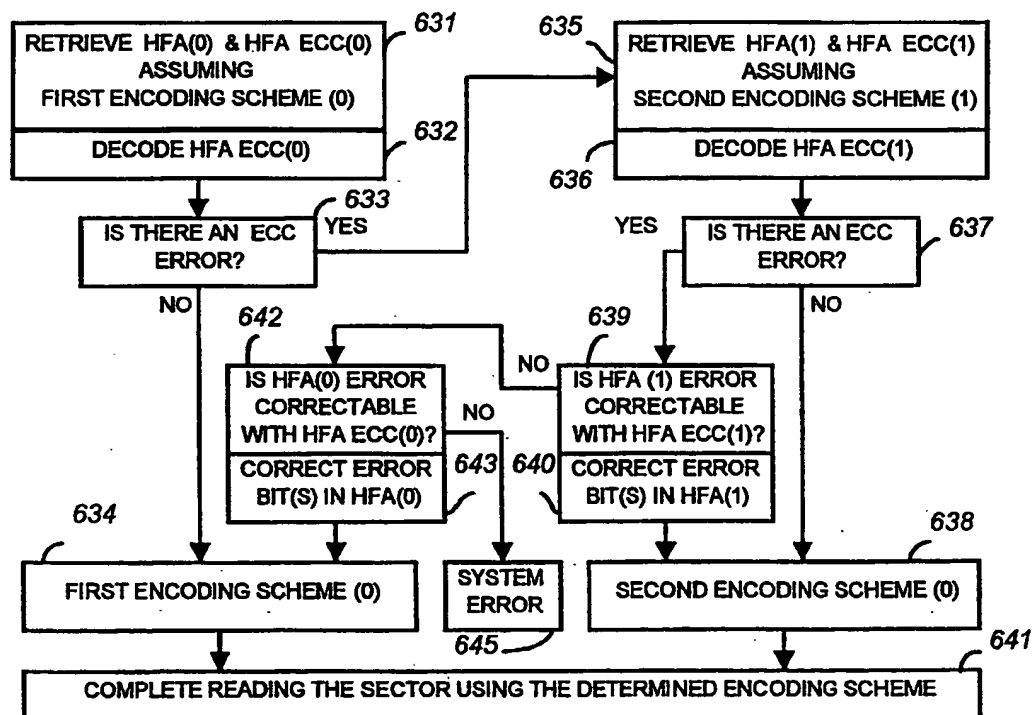 631
RETRIEVE HFA(0) & HFA ECC(0)
ASSUMING
FIRST ENCODING SCHEME (0)
632
DECODE HFA ECC(0)
635
RETRIEVE HFA(1) & HFA ECC(1)
ASSUMING
SECOND ENCODING SCHEME (1)
636
DECODE HFA ECC(1)
633
IS THERE AN ECC
ERROR?
YES
NO
YES
IS THERE AN ECC
ERROR?
637
NO
642
IS HFA(0) ERROR
CORRECTABLE
WITH HFA ECC(0)?
NO
643
CORRECT ERROR
BIT(S) IN HFA(0)
639
NO
IS HFA (1) ERROR
CORRECTABLE
WITH HFA ECC(1)?
640
CORRECT ERROR
BIT(S) IN HFA(1)
634
FIRST ENCODING SCHEME (0)
SYSTEM
ERROR
645
638
SECOND ENCODING SCHEME (0)
641
COMPLETE READING THE SECTOR USING THE DETERMINED ENCODING SCHEME